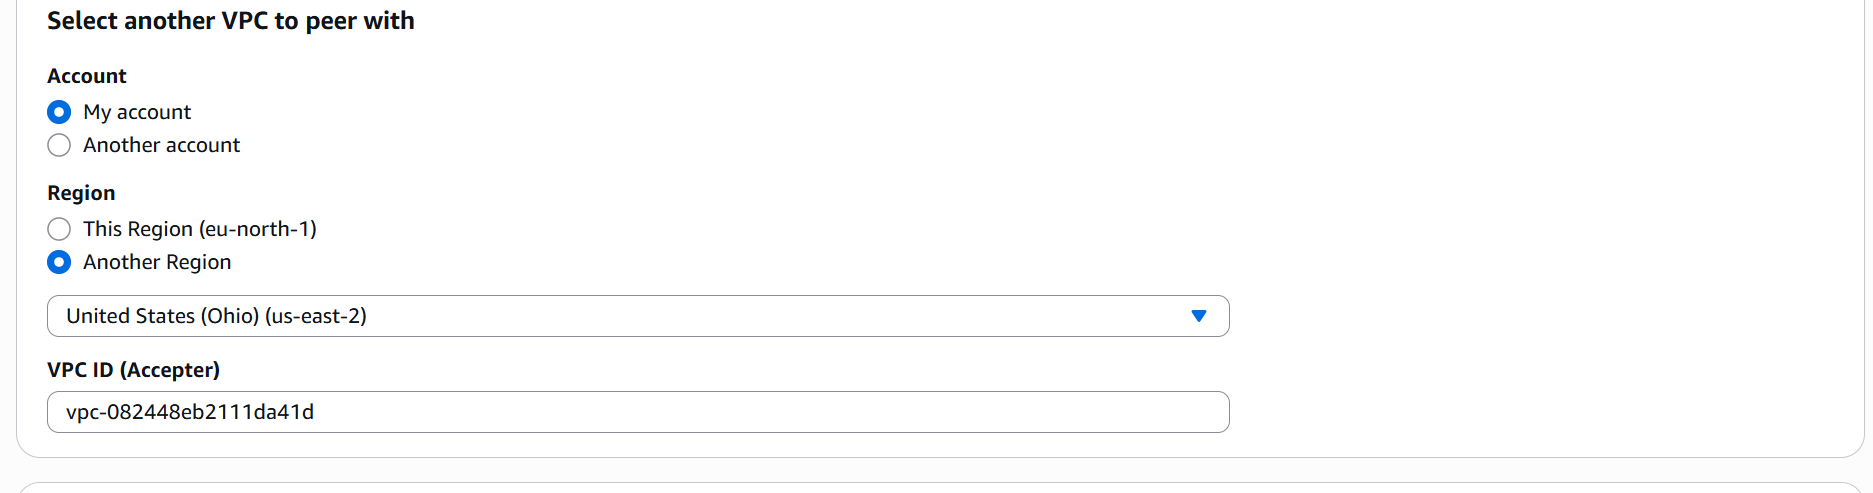 Select another VPC to peer with
Account
My account
Another account
Region
This Region (eu-north-1)
Another Region
United States (Ohio) (us-east-2)
VPC ID (Accepter)
vpc-082448eb2111da41d